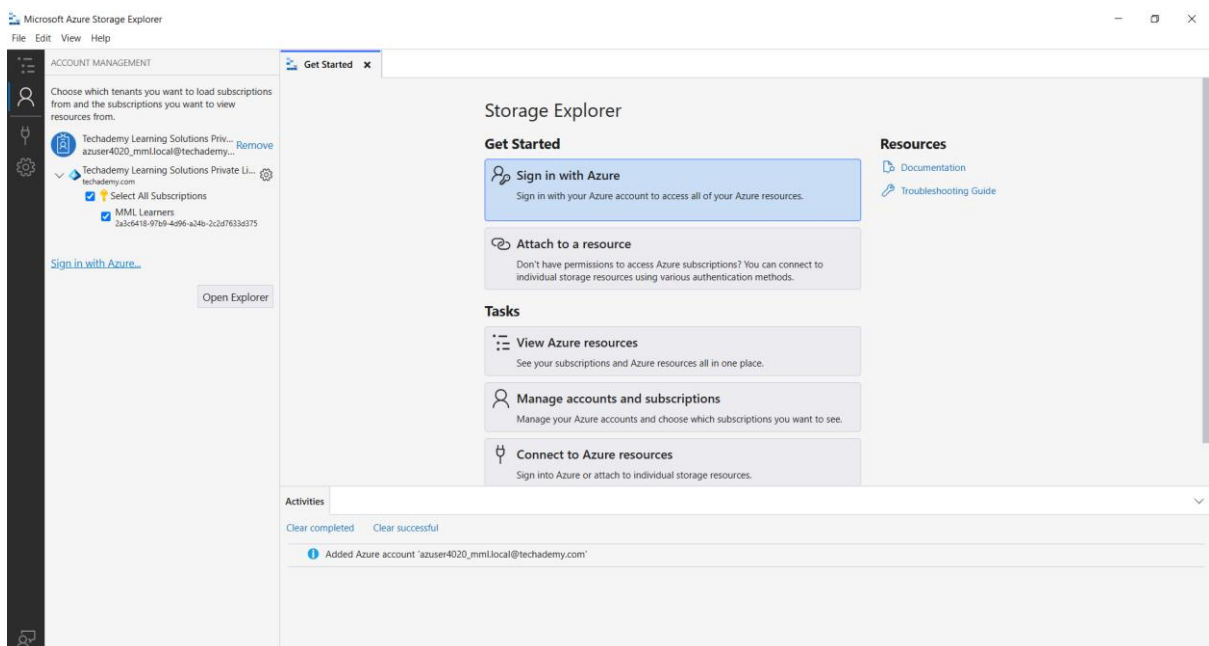 Microsoft Azure Storage Explorer
File Edit View Help
ACCOUNT MANAGEMENT
Choose which tenants you want to load subscriptions
from and the subscriptions you want to view
resources from.
Techademy Learning Solutions Priv...
azuser4020_mml.local@techademy...
Remove
Techademy Learning Solutions Private Li...
techademy.com
Select All Subscriptions
MML Learners
2a3c6418-97b9-4d96-a24b-2c2d7633d375
Sign in with Azure...
Open Explorer
Get Started
Storage Explorer
Get Started
Sign in with Azure
Sign in with your Azure account to access all of your Azure resources.
Attach to a resource
Don't have permissions to access Azure subscriptions? You can connect to
individual storage resources using various authentication methods.
Tasks
View Azure resources
See your subscriptions and Azure resources all in one place.
Manage accounts and subscriptions
Manage your Azure accounts and choose which subscriptions you want to see.
Connect to Azure resources
Sign into Azure or attach to individual storage resources.
Resources
Documentation
Troubleshooting Guide
Activities
Clear completed Clear successful
Added Azure account 'azuser4020_mml.local@techademy.com'